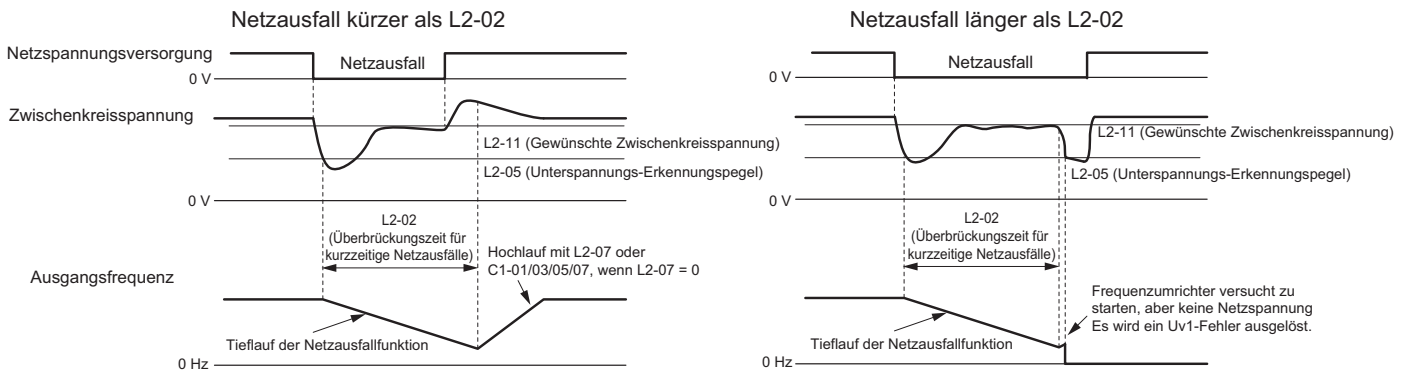 Netzausfall kürzer als L2-02
Netzspannungsversorgung
Netzausfall
0 V
Zwischenkreisspannung
L2-11 (Gewünschte Zwischenkreisspannung)
L2-05 (Unterspannungs-Erkennungspegel)
0 V
L2-02
(Überbrückungszeit für
kurzzeitige Netzausfälle)
Hochlauf mit L2-07 oder
C1-01/03/05/07, wenn L2-07 = 0
Ausgangsfrequenz
Tieflauf der Netzausfallfunktion
0 Hz
Netzausfall länger als L2-02
Netzausfall
0 V
L2-11 (Gewünschte Zwischenkreisspannung)
L2-05 (Unterspannungs-Erkennungspegel)
0 V
L2-02
(Überbrückungszeit für
kurzzeitige Netzausfälle)
Frequenzumrichter versucht zu
starten, aber keine Netzspannung
Es wird ein Uv1-Fehler ausgelöst.
Tieflauf der Netzausfallfunktion
0 Hz